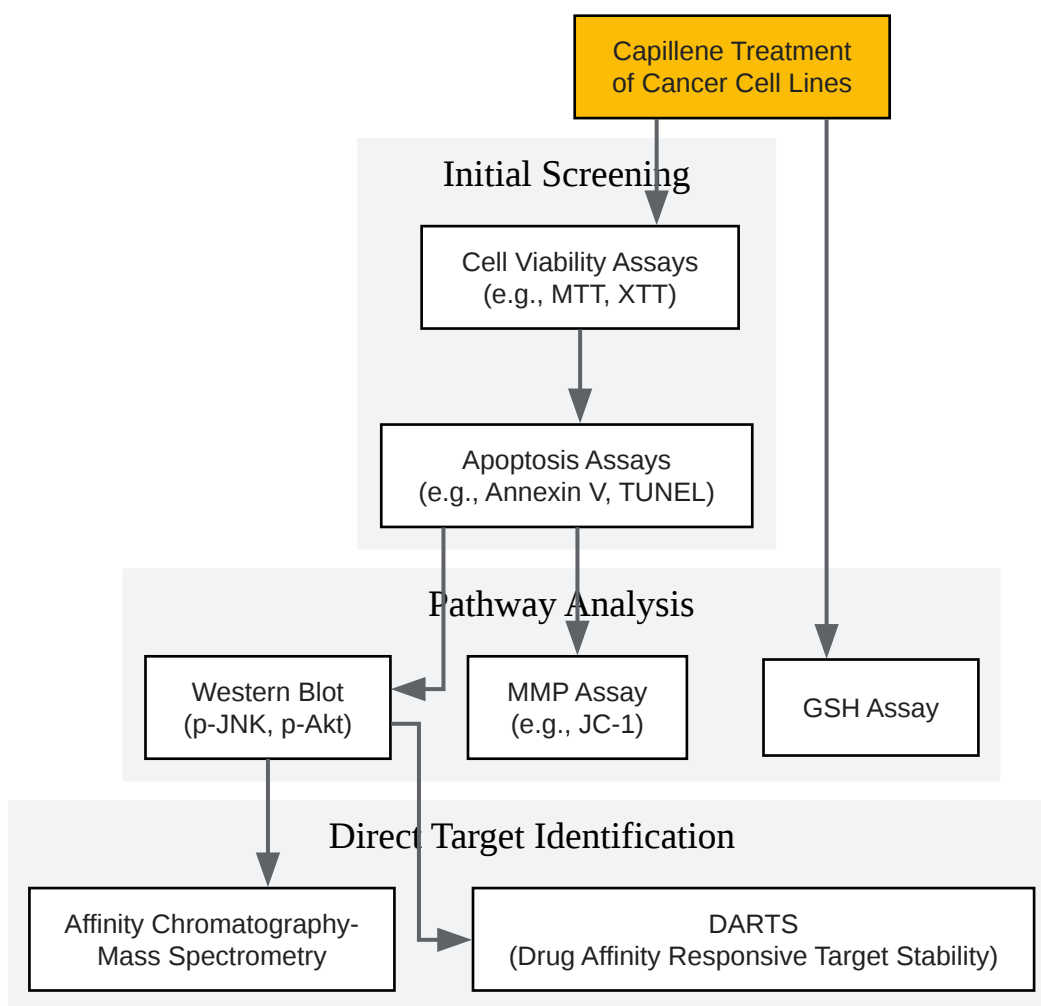 Capillene Treatment
of Cancer Cell Lines
Initial Screening
Cell Viability Assays
(e.g., MTT, XTT)
Apoptosis Assays
(e.g., Annexin V, TUNEL)
Pathway Analysis
Western Blot
(p-JNK, p-Akt)
MMP Assay
(e.g., JC-1)
GSH Assay
Direct Target Identification
Affinity Chromatography-
Mass Spectrometry
DARTS
(Drug Affinity Responsive Target Stability)